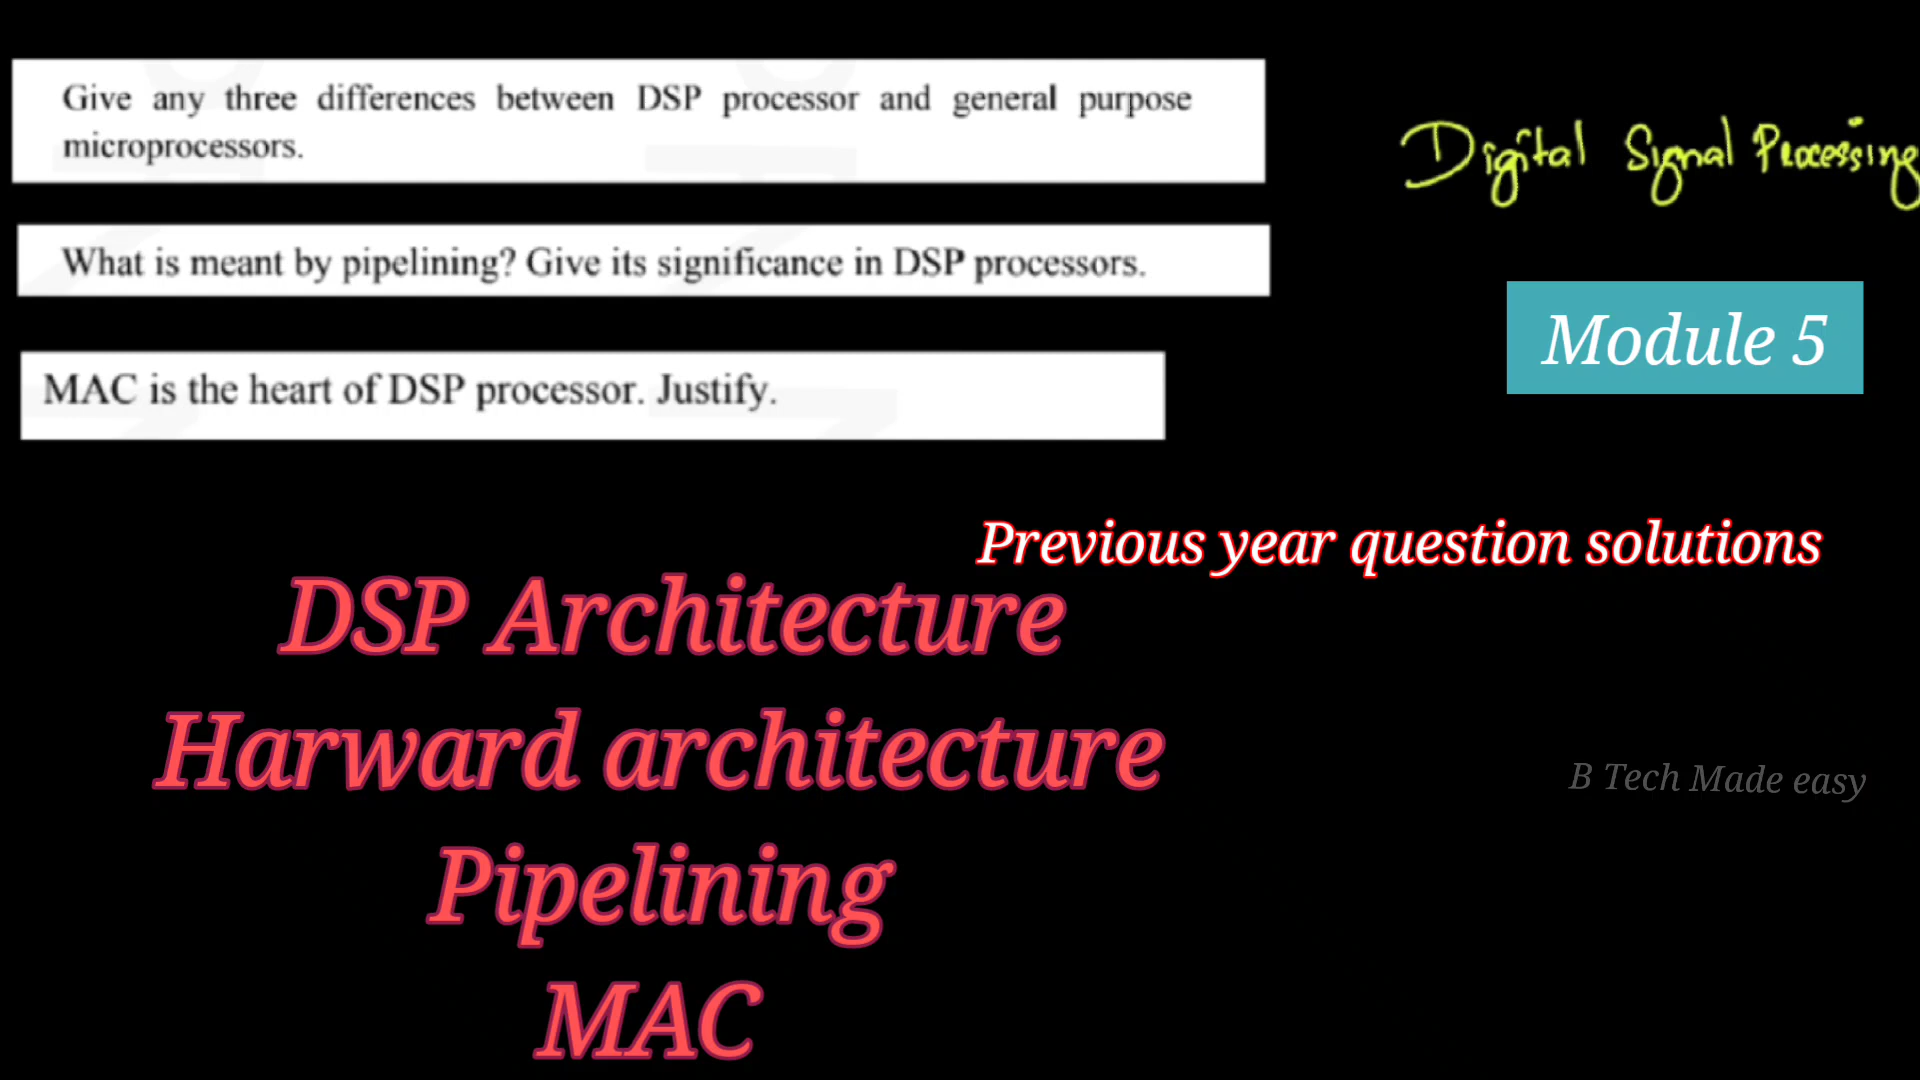 Give any three differences between DSP processor and general purpose
microprocessors.
Digital Signal Processing
What is meant by pipelining? Give its significance in DSP processors.
Module 5
MAC is the heart of DSP processor. Justify.
Previous year question solutions
DSP Architecture
Harward architecture
B Tech Made easy
Pipelining
MAC